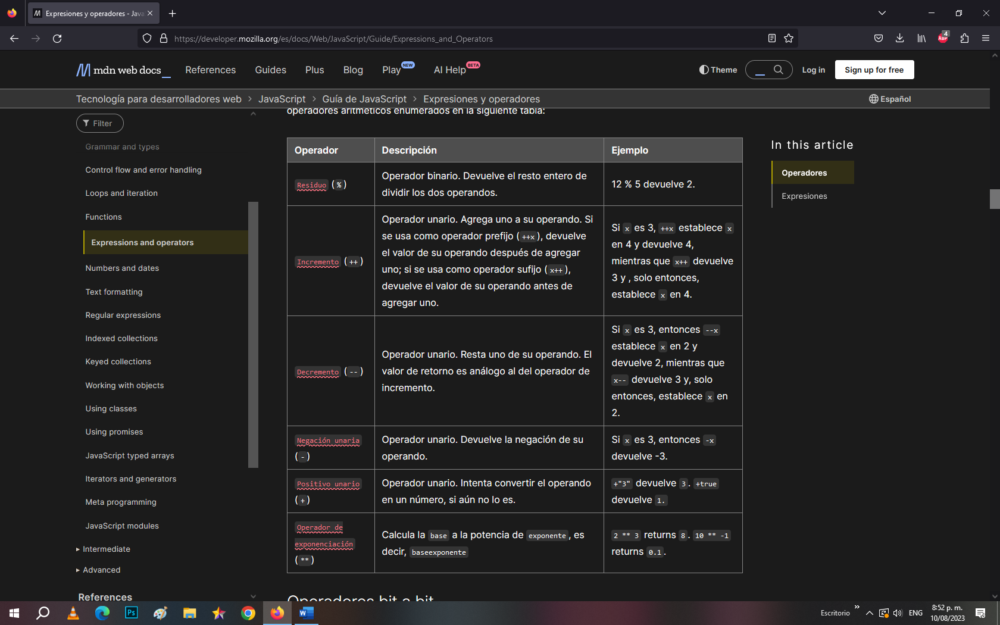 Expresiones y operadores - Java
https://developer.mozilla.org/es/docs/Web/JavaScript/Guide/Expressions_and_Operators
4
ABP
mdn web docs_
References
Guides
Plus
Blog
Play NEW
AI Help BETA
Theme
Log in
Sign up for free
Tecnología para desarrolladores web > JavaScript > Guía de JavaScript > Expresiones y operadores
Español
Filter
Grammar and types
Control flow and error handling
Loops and iteration
Functions
Expressions and operators
Numbers and dates
Text formatting
Regular expressions
Indexed collections
Keyed collections
Working with objects
Using classes
Using promises
JavaScript typed arrays
Iterators and generators
Meta programming
JavaScript modules
Intermediate
Advanced
References
operadores aritméticos enumerados en la siguiente tabla:
Operador
Descripción
Ejemplo
Residuo (%)
Operador binario. Devuelve el resto entero de
dividir los dos operandos.
12 % 5 devuelve 2.
Incremento (++)
Operador unario. Agrega uno a su operando. Si
se usa como operador prefijo (++x), devuelve
el valor de su operando después de agregar
uno; si se usa como operador sufijo (x++),
devuelve el valor de su operando antes de
agregar uno.
Si x es 3, ++x establece x
en 4 y devuelve 4,
mientras que x++ devuelve
3 y , solo entonces,
establece x en 4.
Decremento (--)
Operador unario. Resta uno de su operando. El
valor de retorno es análogo al del operador de
incremento.
Si x es 3, entonces --x
establece x en 2 y
devuelve 2, mientras que
x-- devuelve 3 y, solo
entonces, establece x en
2.
Negación unaria
(-)
Operador unario. Devuelve la negación de su
operando.
Si x es 3, entonces -x
devuelve -3.
Positivo unario
(+)
Operador unario. Intenta convertir el operando
en un número, si aún no lo es.
+"3" devuelve 3. +true
devuelve 1.
Operador de
exponenciación
(**)
Calcula la base a la potencia de exponente, es
decir, baseexponente
2 ** 3 returns 8. 10 ** -1
returns 0.1.
Operadores bit a bit
In this article
Operadores
Expresiones
Ps
W
Escritorio
»
ENG
8:52 p. m.
10/08/2023